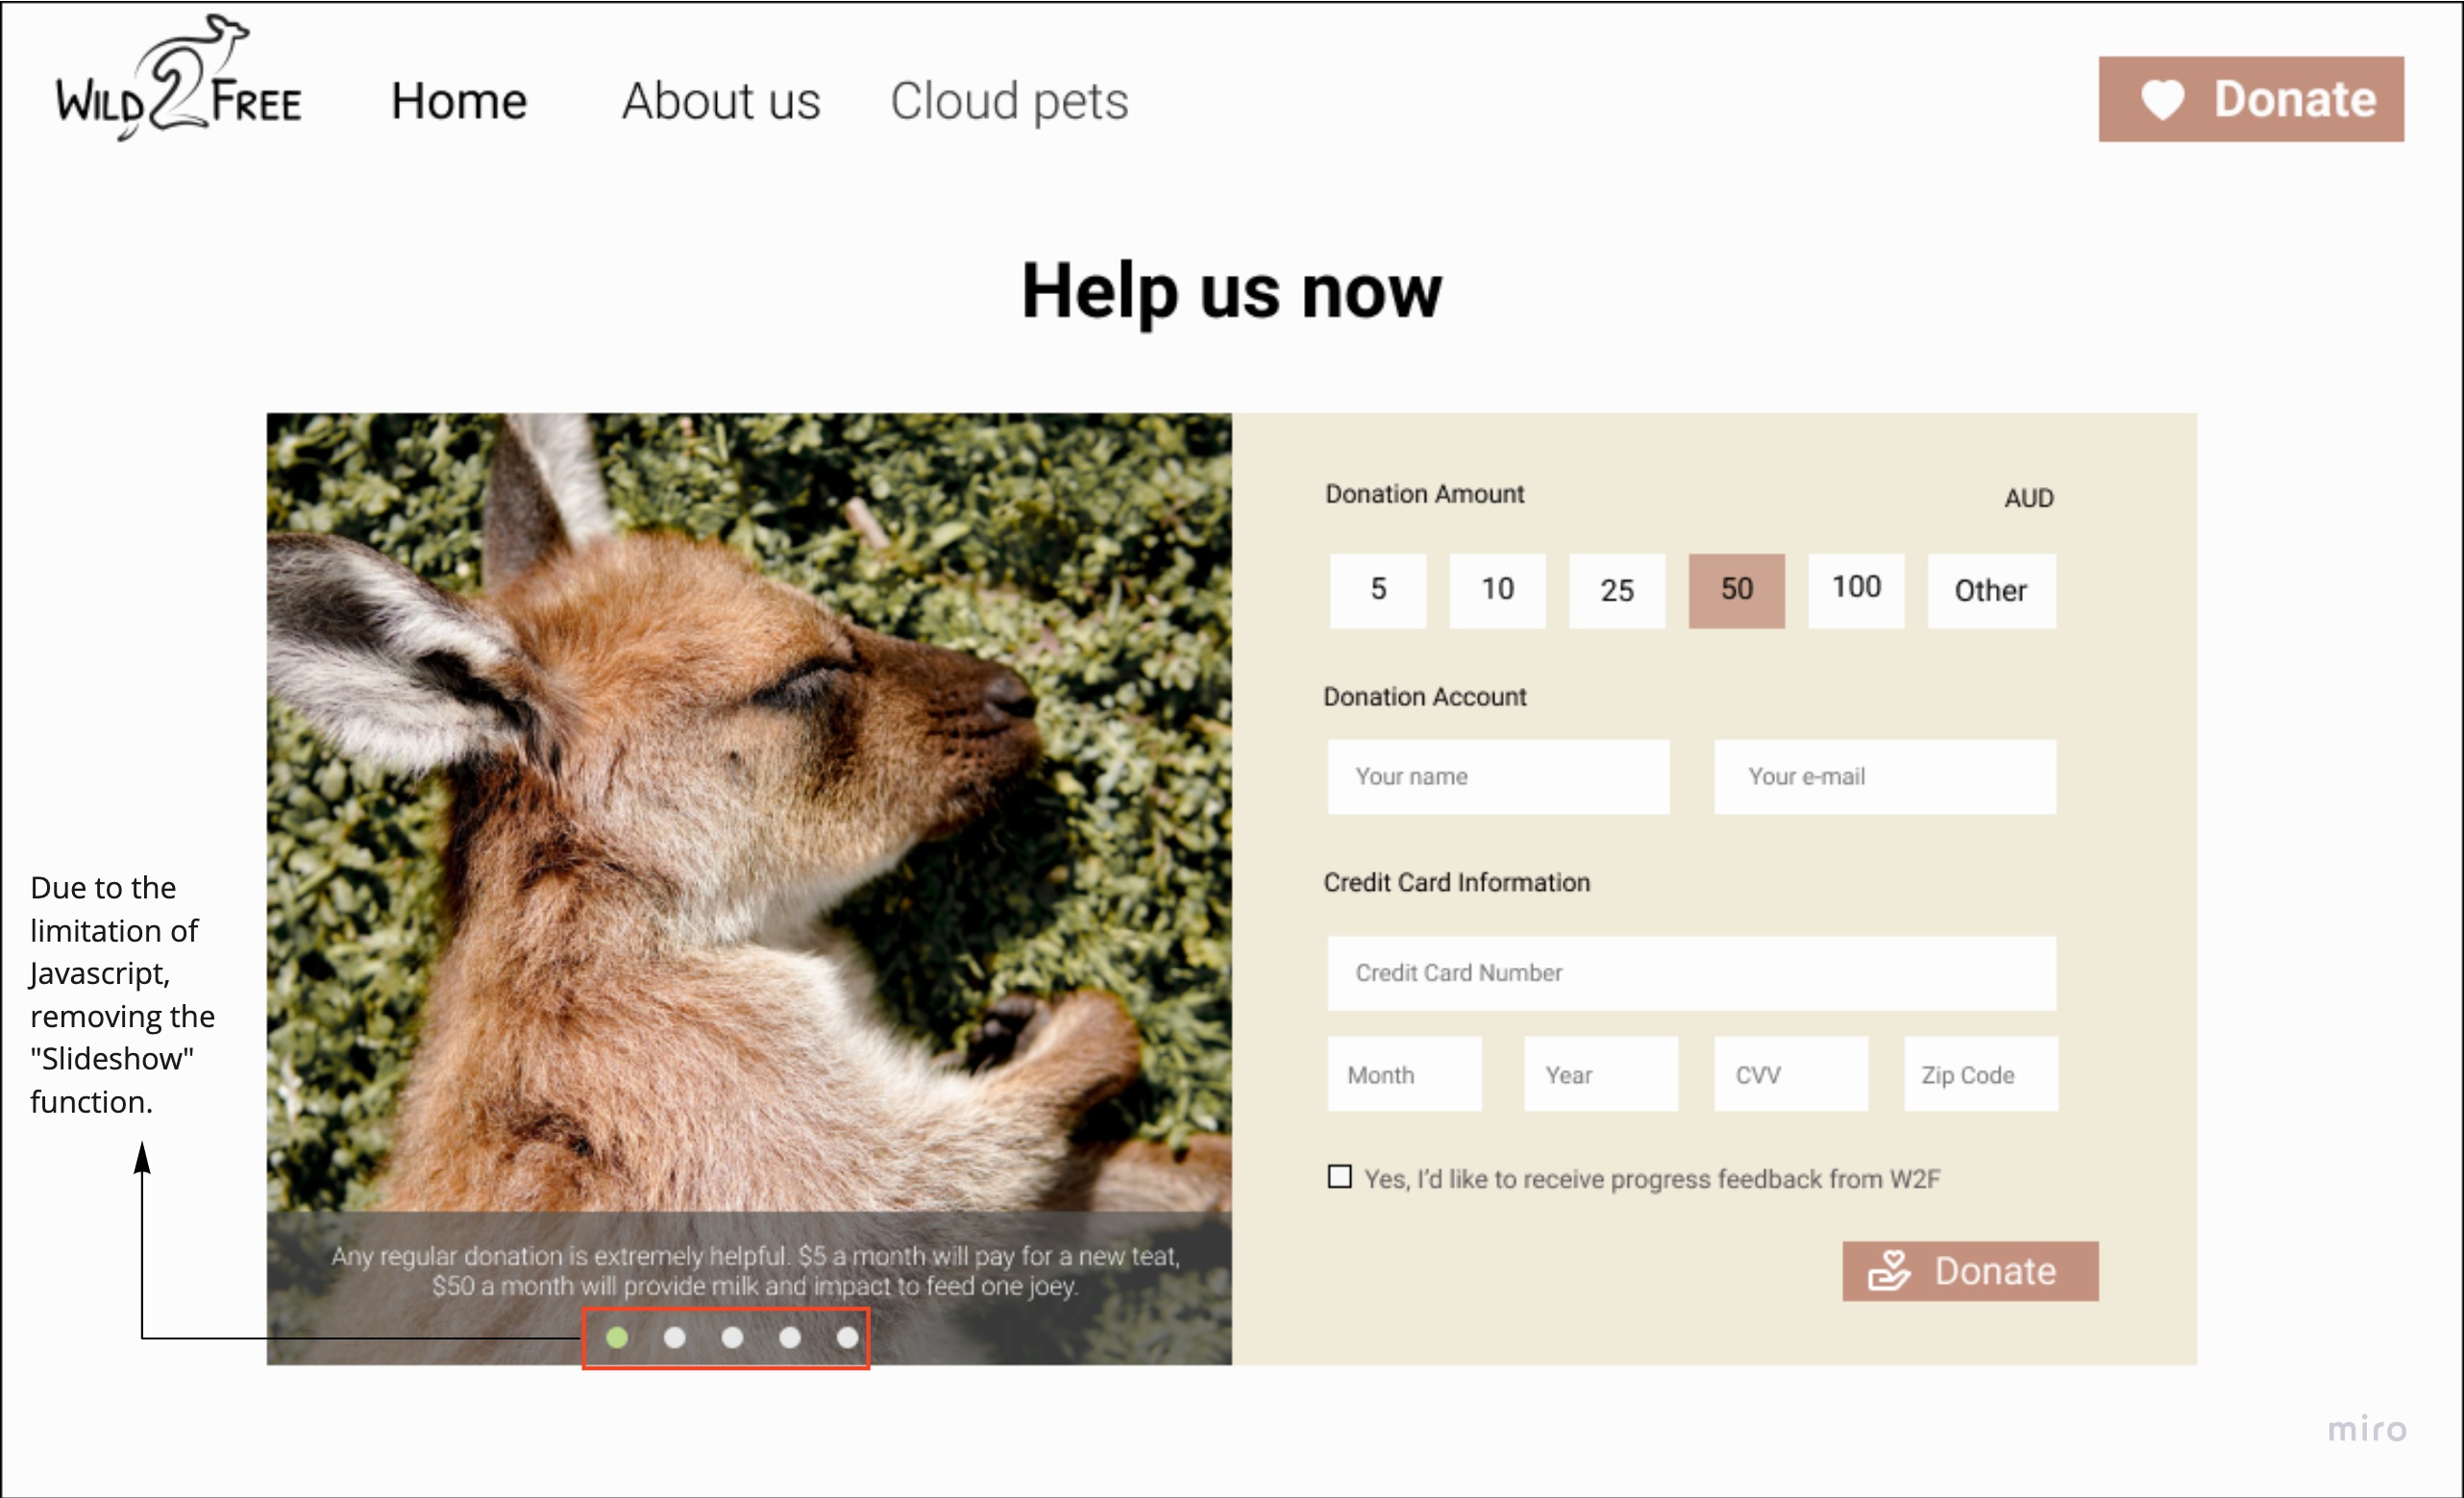 WILD 2 FREE
Home
About us
Cloud pets
Donate
Help us now
Donation Amount
AUD
5
10
25
50
100
Other
Donation Account
Your name
Your e-mail
Credit Card Information
Credit Card Number
Month
Year
CVV
Zip Code
Yes, I'd like to receive progress feedback from W2F
Donate
Any regular donation is extremely helpful. $5 a month will pay for a new teat,
$50 a month will provide milk and impact to feed one joey.
Due to the
limitation of
Javascript,
removing the
"Slideshow"
function.
miro